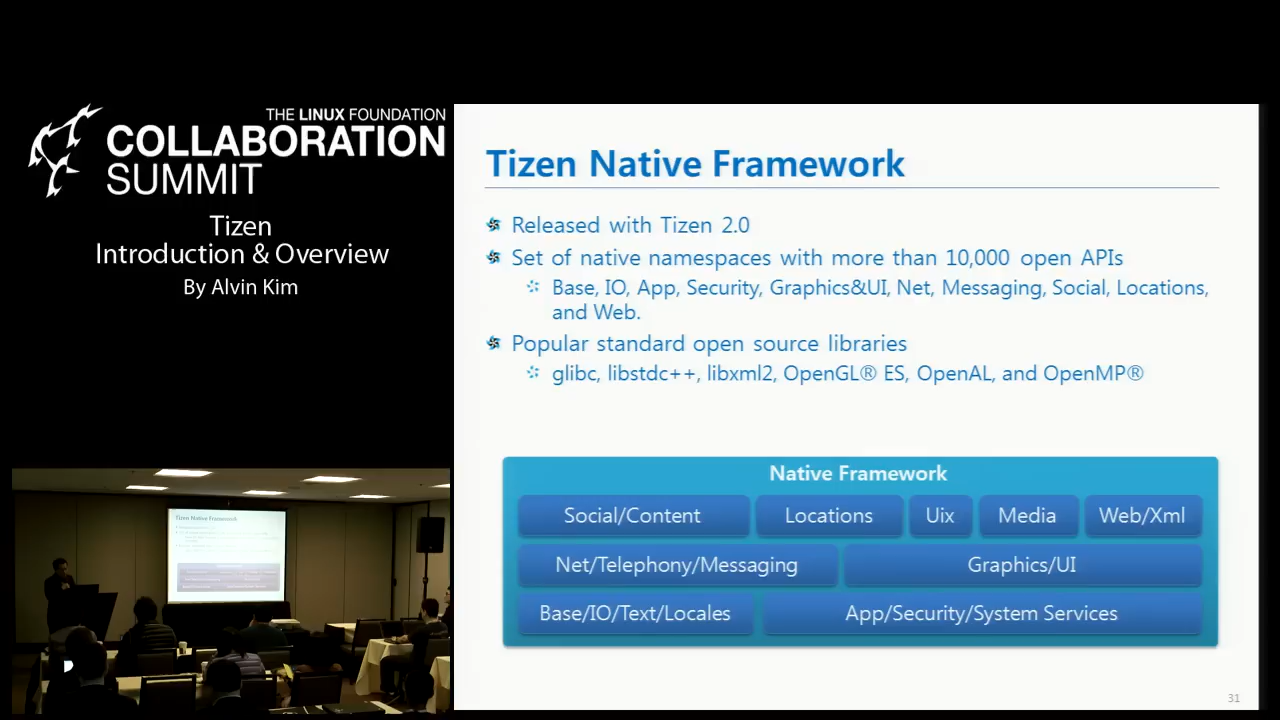 THE LINUX FOUNDATION
COLLABORATION
SUMMIT
Tizen
Introduction & Overview
By Alvin Kim
Tizen Native Framework
Released with Tizen 2.0
Set of native namespaces with more than 10,000 open APIs
Base, IO, App, Security, Graphics&UI, Net, Messaging, Social, Locations,
and Web.
Popular standard open source libraries
glibc, libstdc++, libxml2, OpenGL® ES, OpenAL, and OpenMP®
Native Framework
Social/Content Locations Uix Media Web/Xml
Net/Telephony/Messaging Graphics/UI
Base/IO/Text/Locales App/Security/System Services
31
Tizen Native Framework